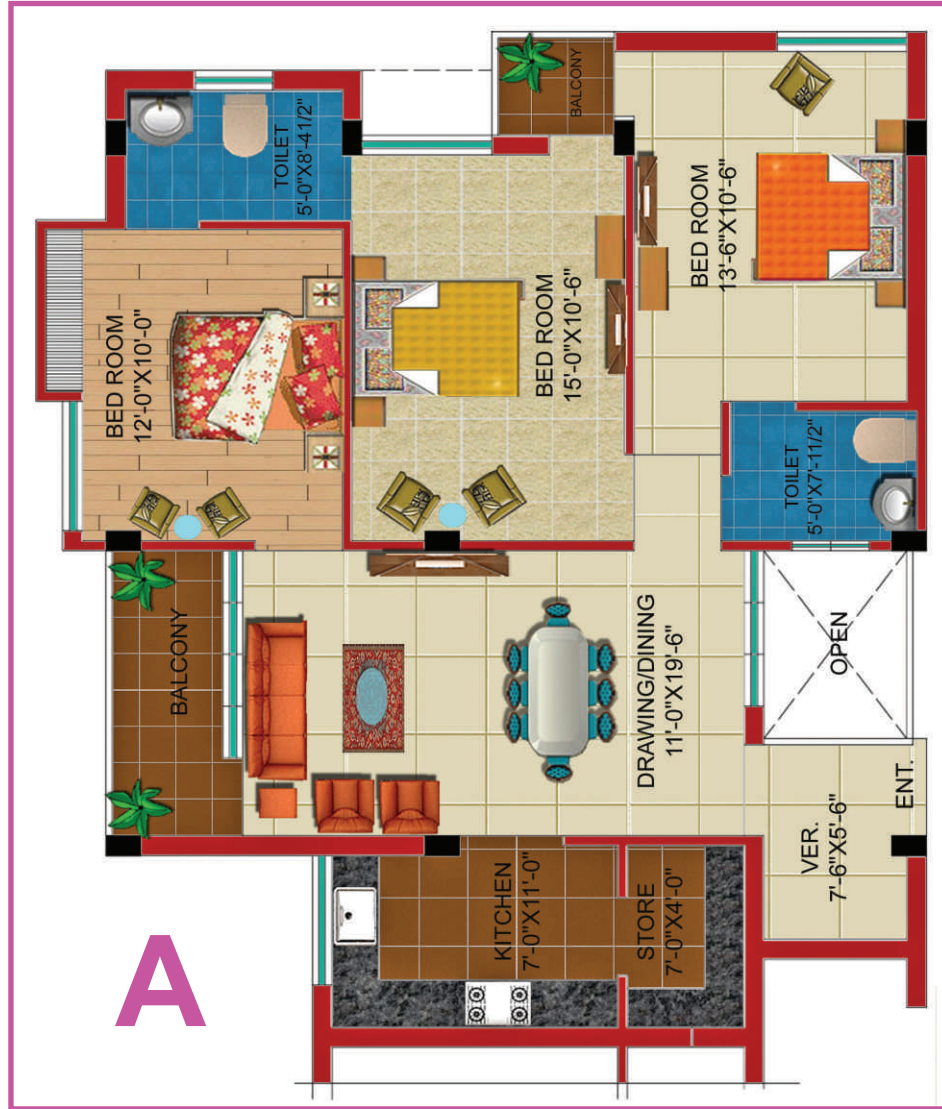 BALCONY
TOILET
5'-0"X8'-41/2"
BED ROOM
13'-6"X10'-6"
BED ROOM
12'-0"X10'-0"
BED ROOM
15'-0"X10'-6"
TOILET
5'-0"X7'-11/2"
BALCONY
DRAWING/DINING
11'-0"X19'-6"
OPEN
ENT.
VER.
7'-6"X5'-6"
KITCHEN
7'-0"X11'-0"
STORE
7'-0"X4'-0"
A